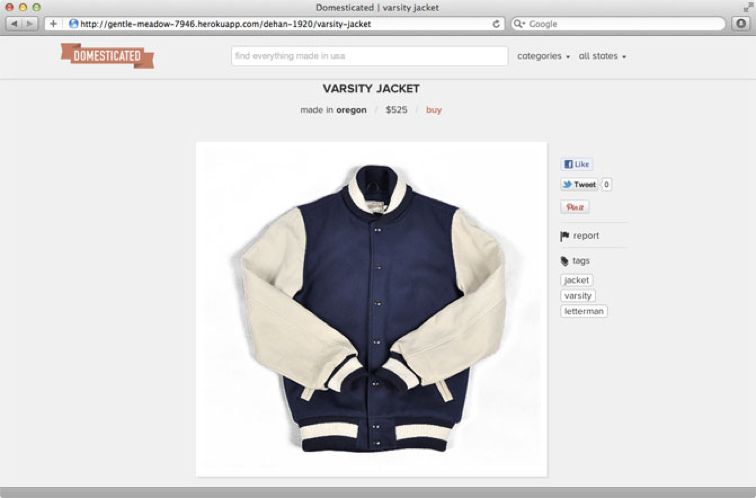 Domesticated | varsity jacket
http://gentle-meadow-7946.herokuapp.com/dehan-1920/varsity-jacket
Google
DOMESTICATED
find everything made in usa
categories
all states
VARSITY JACKET
made in oregon / $525 / buy
Like
Tweet 0
Pin it
report
tags
jacket
varsity
letterman